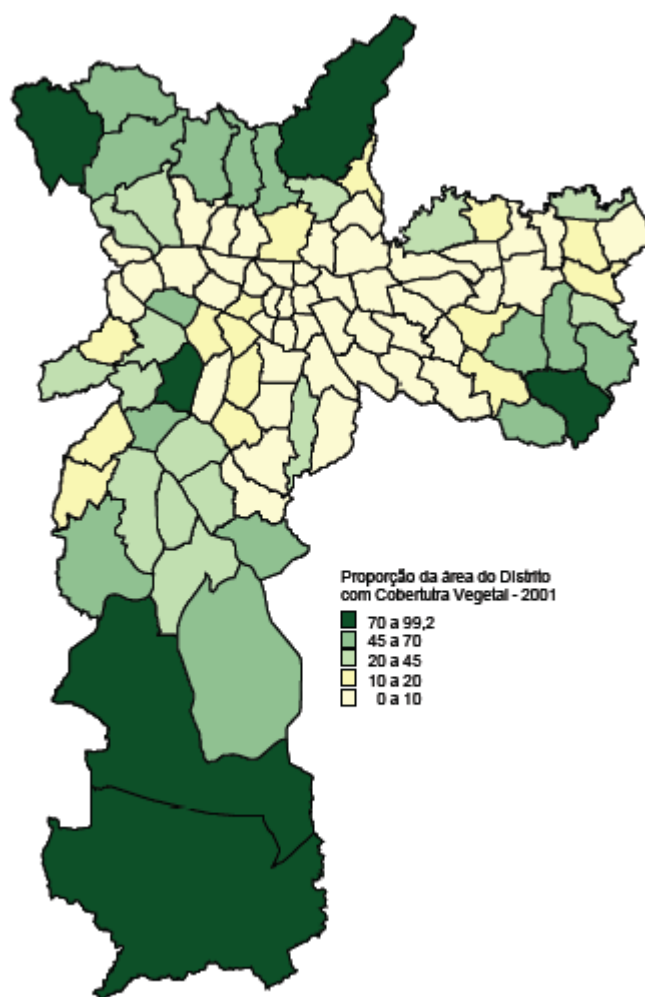 Proporção da área do Distrito
com Cobertutra Vegetal - 2001
70 a 99,2
45 a 70
20 a 45
10 a 20
0 a 10